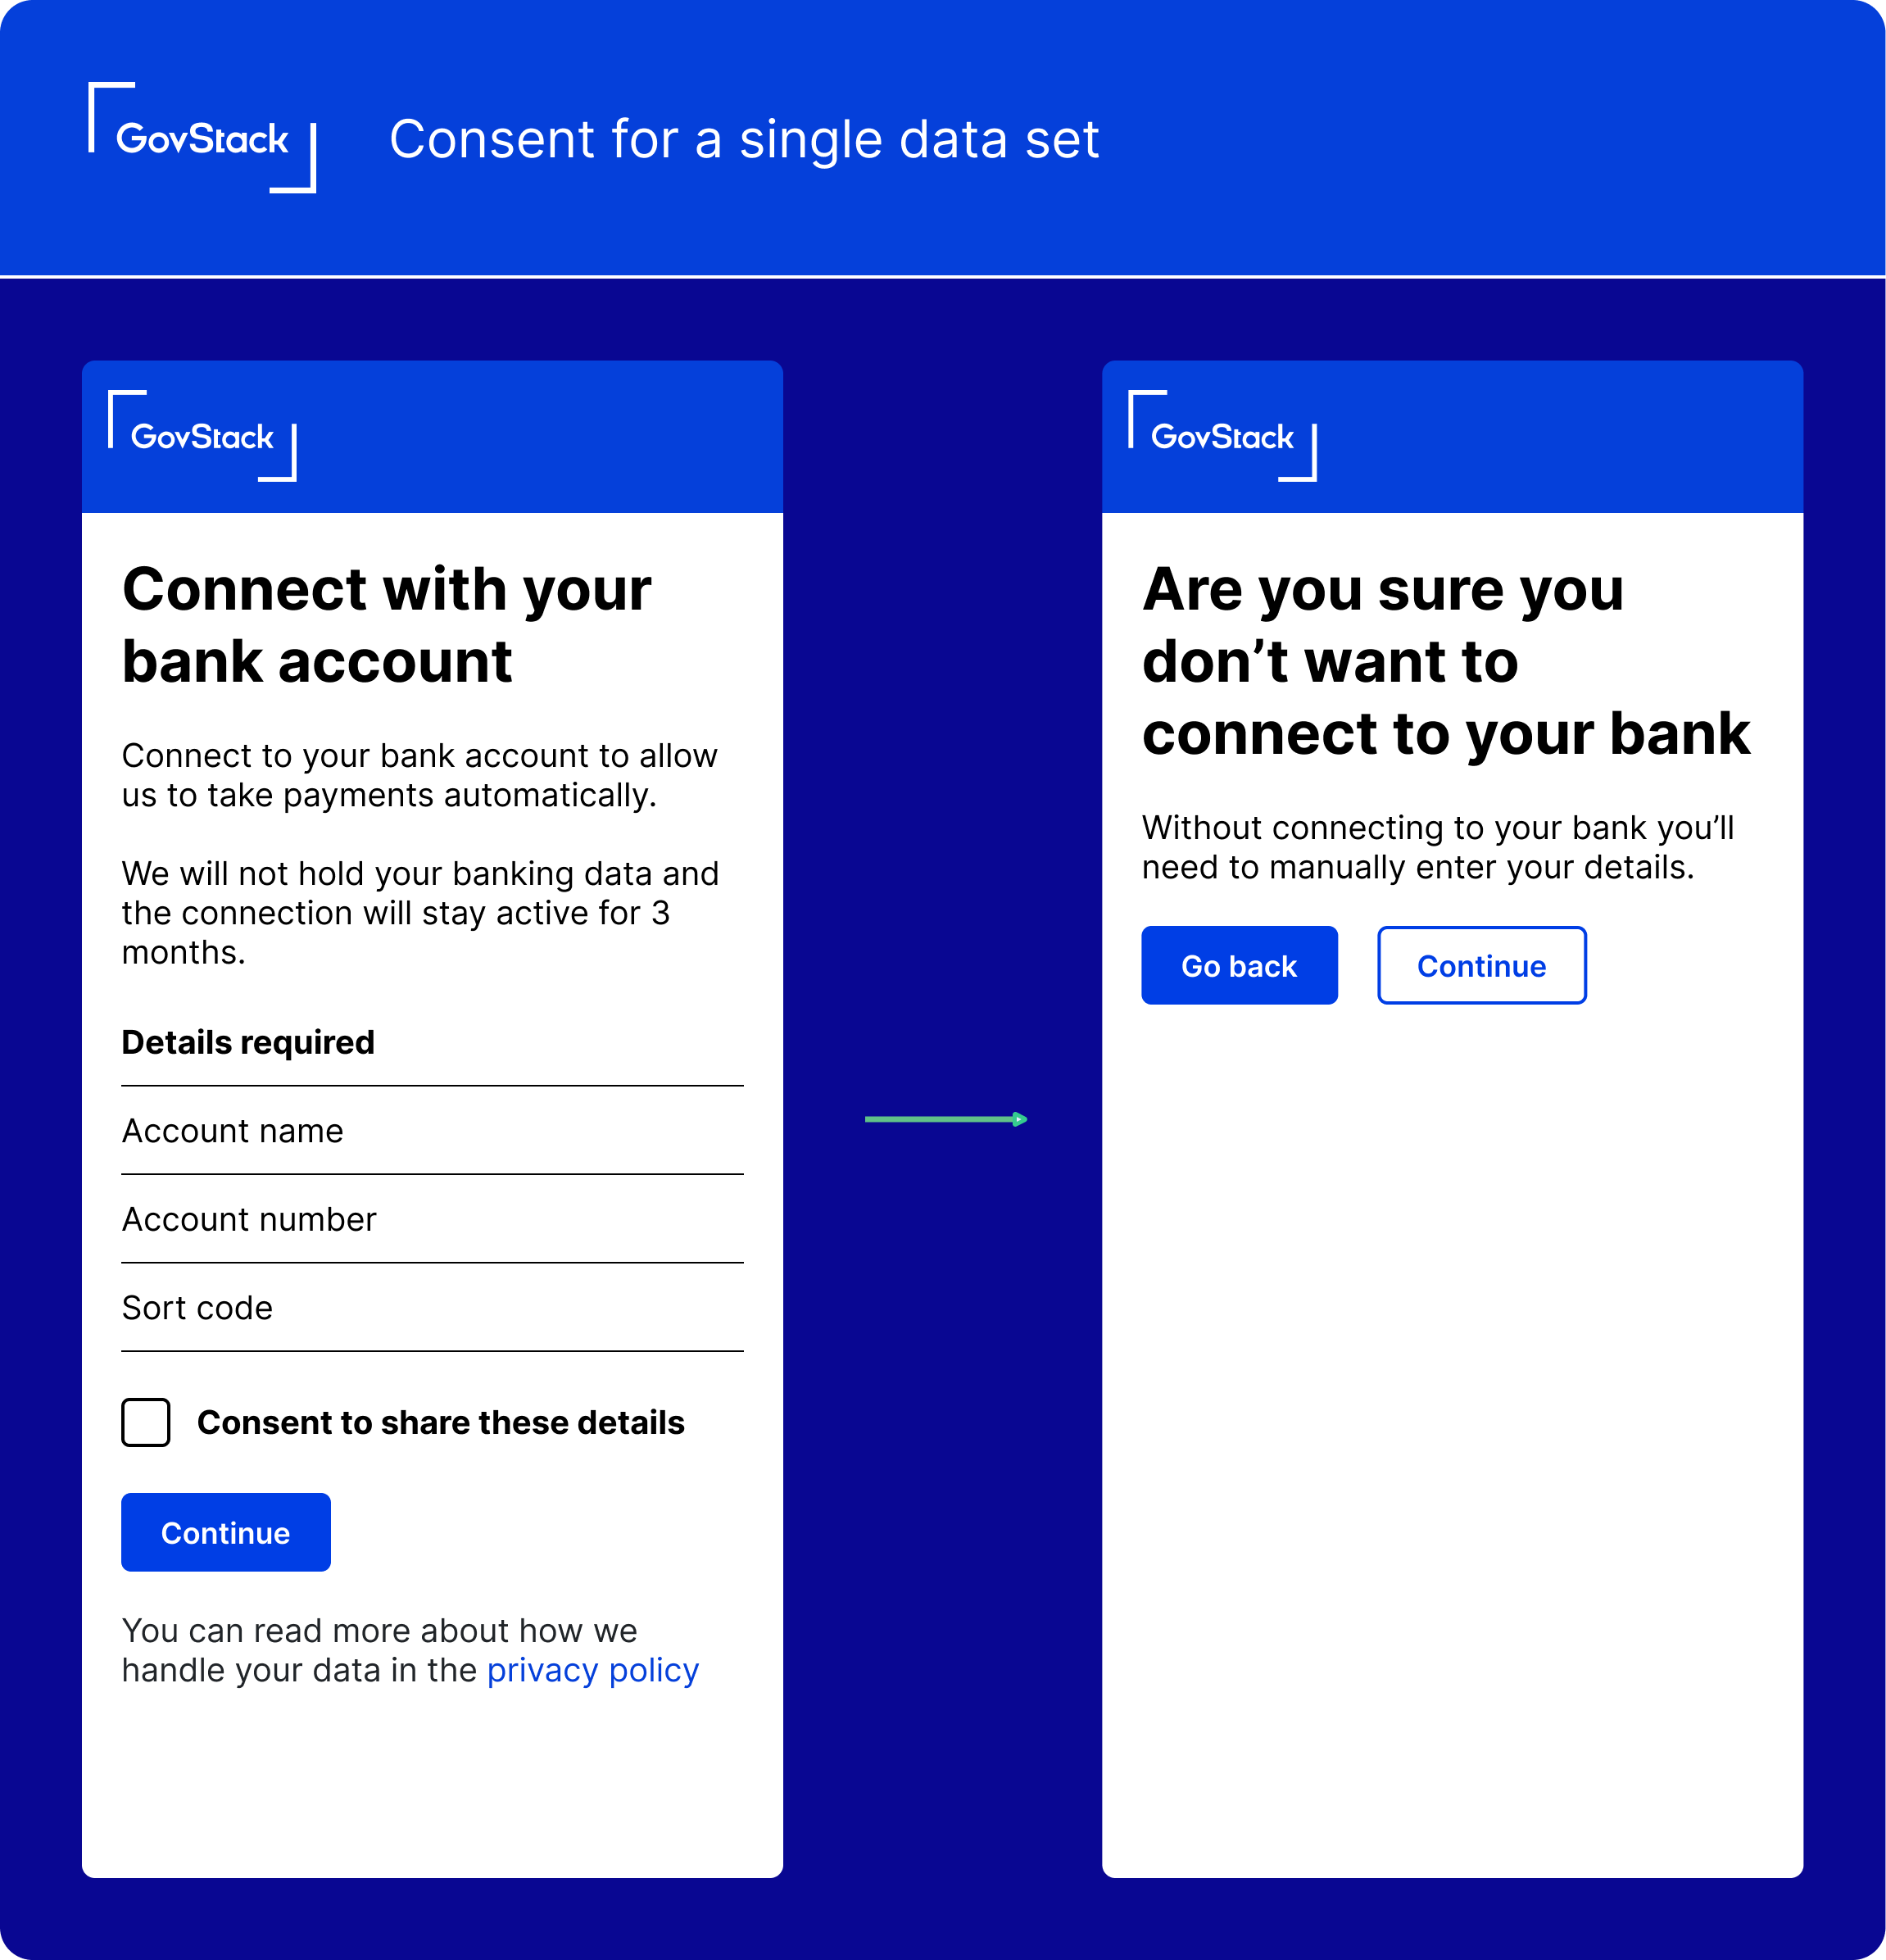 GovStack
Consent for a single data set
GovStack
Connect with your
bank account
Connect to your bank account to allow
us to take payments automatically.
We will not hold your banking data and
the connection will stay active for 3
months.
Details required
Account name
Account number
Sort code
Consent to share these details
Continue
You can read more about how we
handle your data in the privacy policy
GovStack
Are you sure you
don’t want to
connect to your bank
Without connecting to your bank you’ll
need to manually enter your details.
Go back
Continue